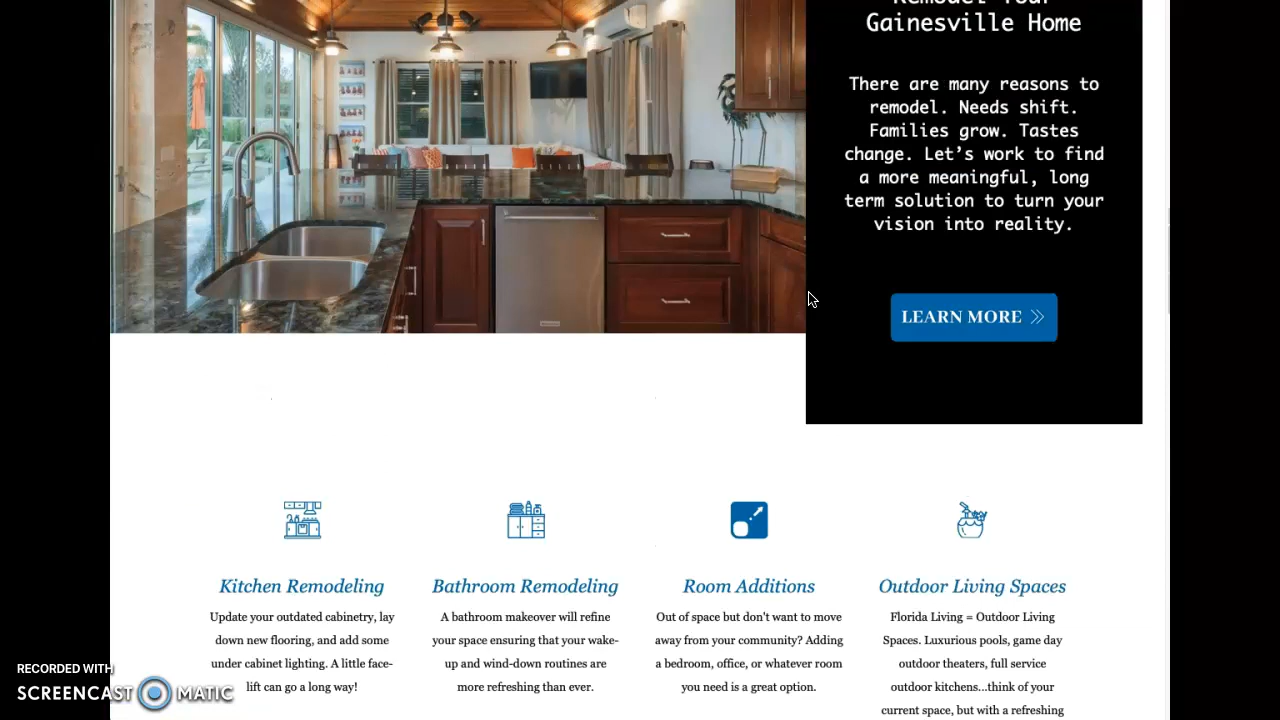 Remodel Your
Gainesville Home
There are many reasons to
remodel. Needs shift.
Families grow. Tastes
change. Let’s work to find
a more meaningful, long
term solution to turn your
vision into reality.
LEARN MORE
Kitchen Remodeling
Update your outdated cabinetry, lay
down new flooring, and add some
under cabinet lighting. A little face-
lift can go a long way!
Bathroom Remodeling
A bathroom makeover will refine
your space ensuring that your wake-
up and wind-down routines are
more refreshing than ever.
Room Additions
Out of space but don't want to move
away from your community? Adding
a bedroom, office, or whatever room
you need is a great option.
Outdoor Living Spaces
Florida Living = Outdoor Living
Spaces. Luxurious pools, game day
outdoor theaters, full service
outdoor kitchens...think of your
current space, but with a refreshing
RECORDED WITH
SCREENCAST MATIC